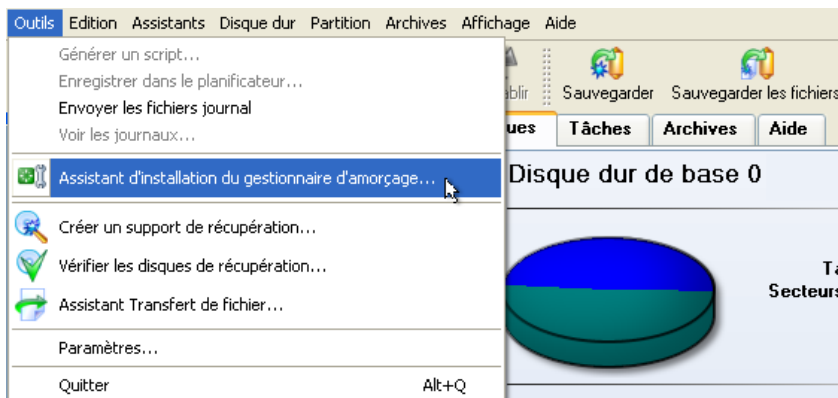 Outils Edition Assistants Disque dur Partition Archives Affichage Aide
Générer un script...
Enregistrer dans le planificateur...
Envoyer les fichiers journal
Voir les journaux...
Assistant d'installation du gestionnaire d'amorçage...
Créer un support de récupération...
Vérifier les disques de récupération...
Assistant Transfert de fichier...
Paramètres...
Quitter Alt+Q
Sauvegarder Sauvegarder les fichiers
Tâches Archives Aide
Disque dur de base 0
Secteurs